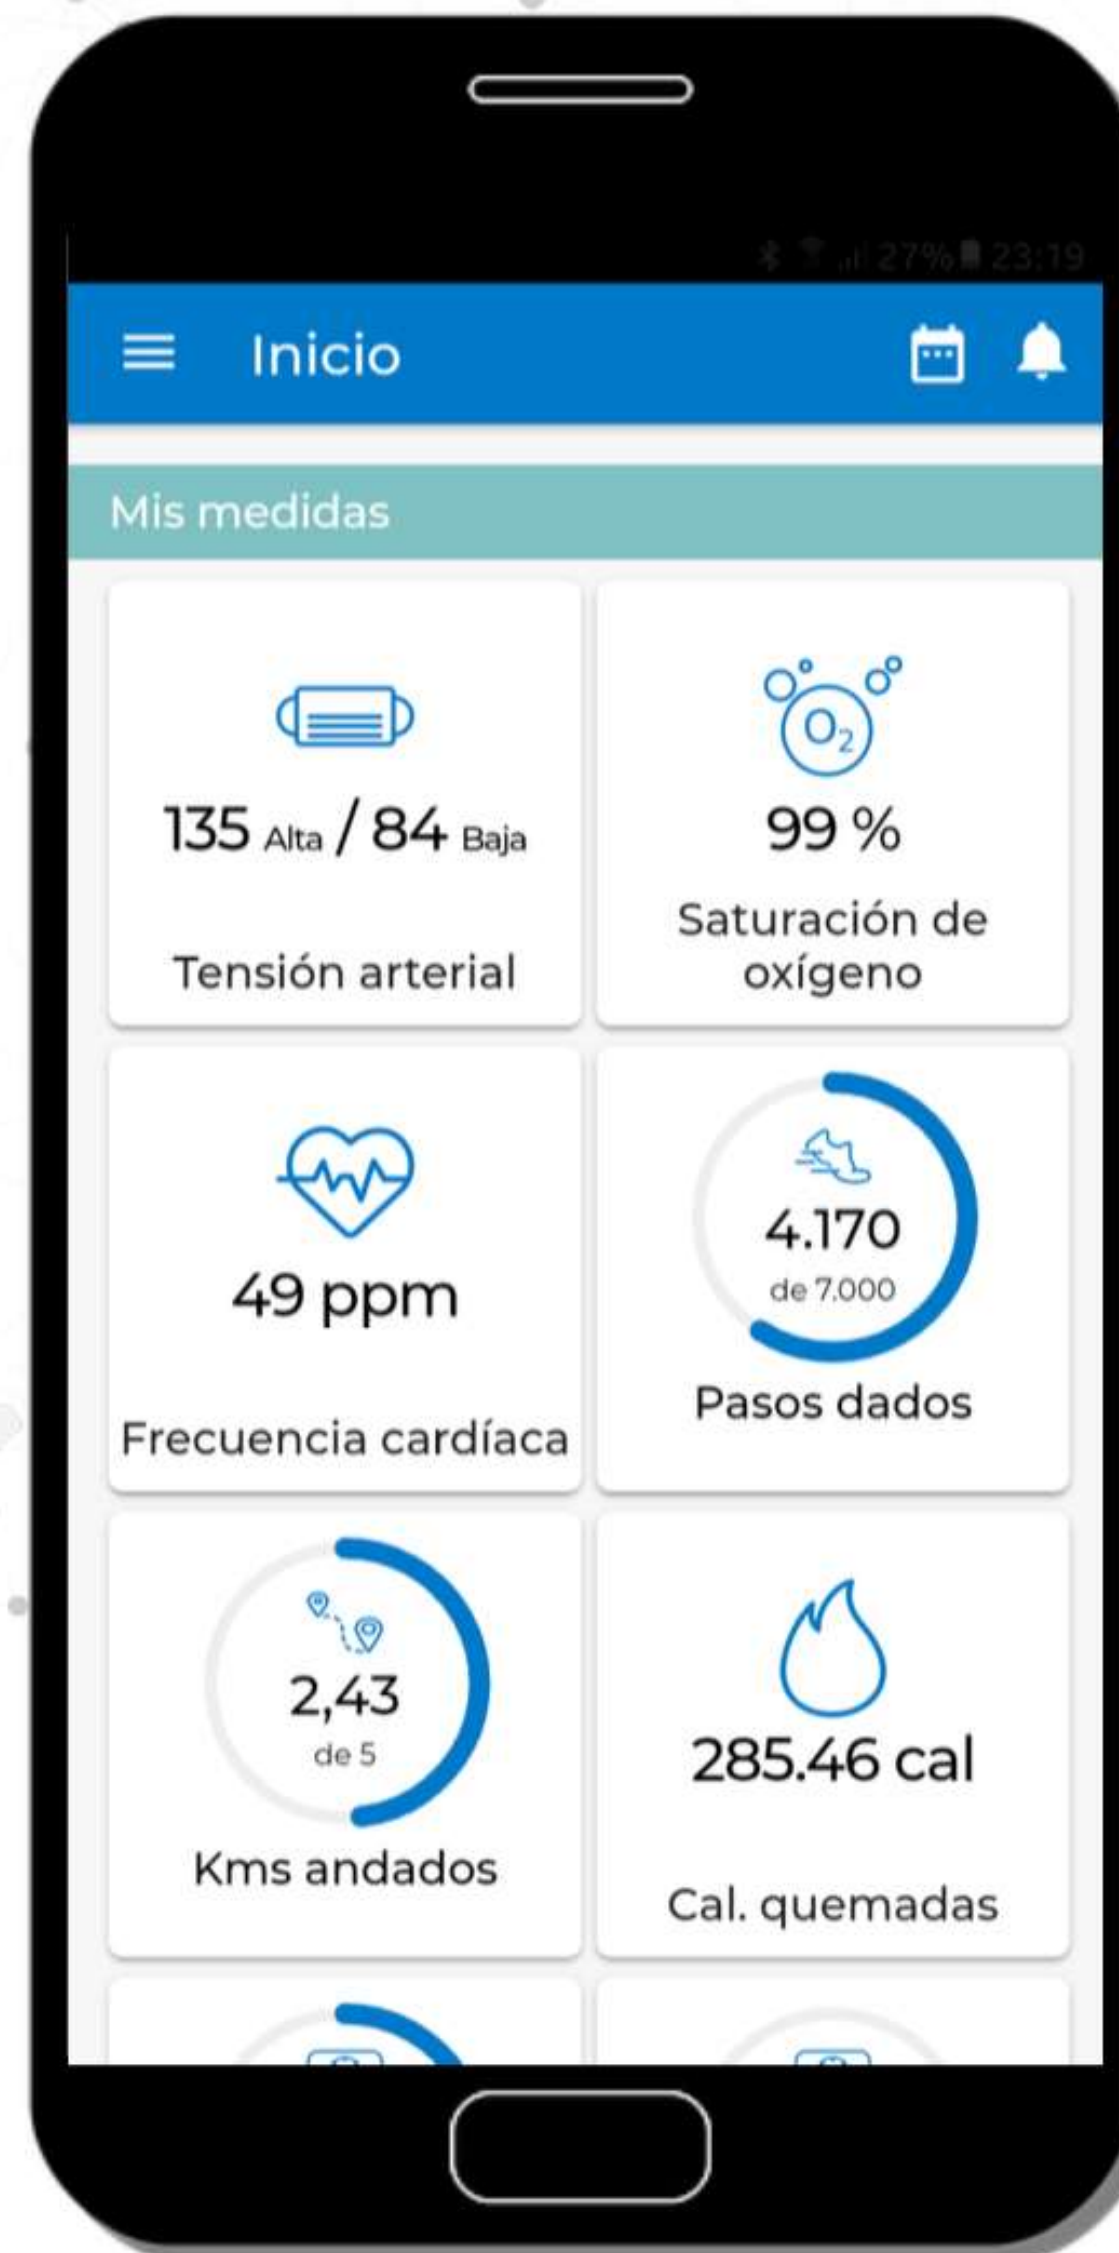 27% 23:19
Inicio
Mis medidas
135 Alta / 84 Baja
Tensión arterial
O₂
99 %
Saturación de
oxígeno
49 ppm
Frecuencia cardíaca
4.170
de 7.000
Pasos dados
2,43
de 5
Kms andados
285.46 cal
Cal. quemadas